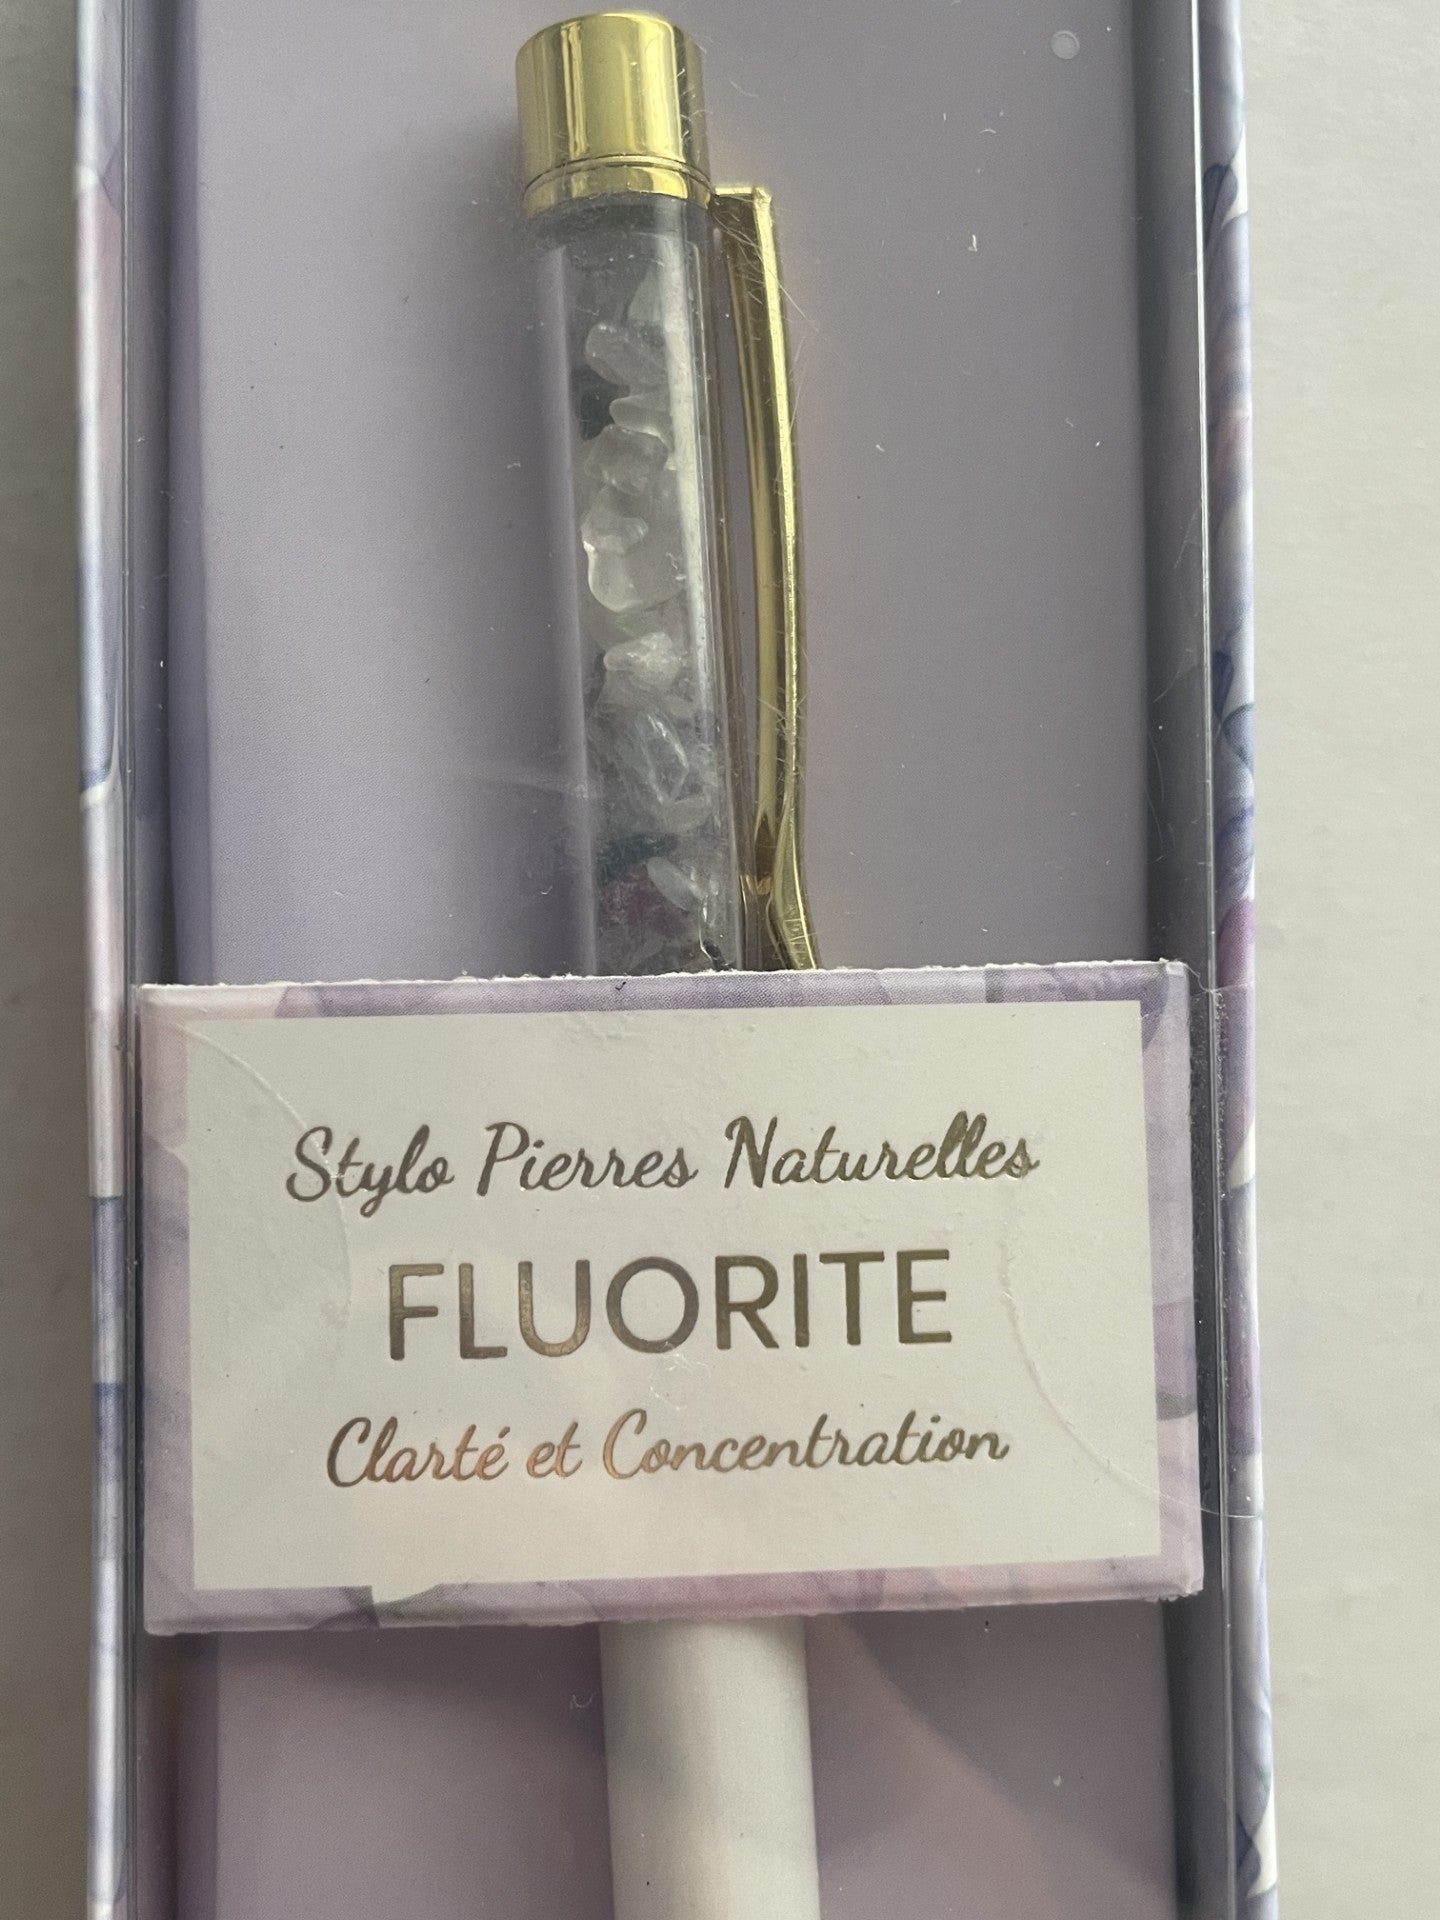 Stylo Pierres Naturelles
FLUORITE
Clarté et Concentration